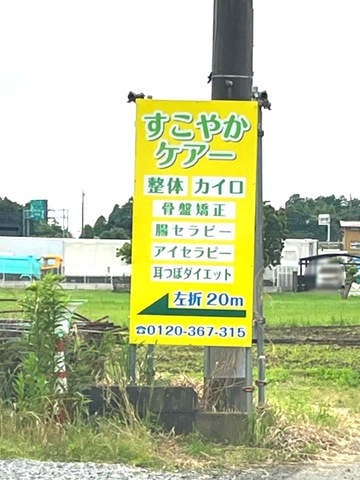 すこやか
ケアー
整体 カイロ
骨盤矯正
腸セラピー
アイセラピー
耳つぼダイエット
左折 20m
☎0120-367-315